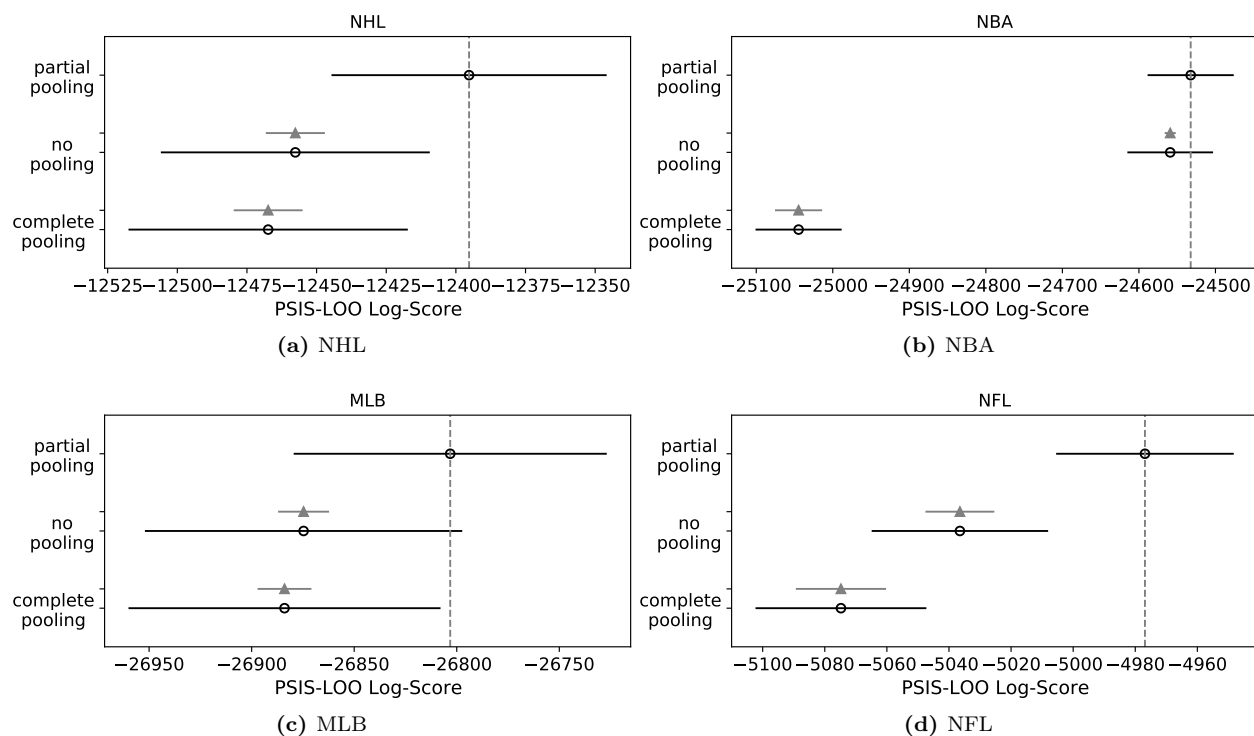 NHL
partial
pooling
no
pooling
complete
pooling
−12525 −12500 −12475 −12450 −12425 −12400 −12375 −12350
PSIS-LOO Log-Score
(a) NHL
NBA
partial
pooling
no
pooling
complete
pooling
−25100 −25000 −24900 −24800 −24700 −24600 −24500
PSIS-LOO Log-Score
(b) NBA
MLB
partial
pooling
no
pooling
complete
pooling
−26950 −26900 −26850 −26800 −26750
PSIS-LOO Log-Score
(c) MLB
NFL
partial
pooling
no
pooling
complete
pooling
−5100 −5080 −5060 −5040 −5020 −5000 −4980 −4960
PSIS-LOO Log-Score
(d) NFL